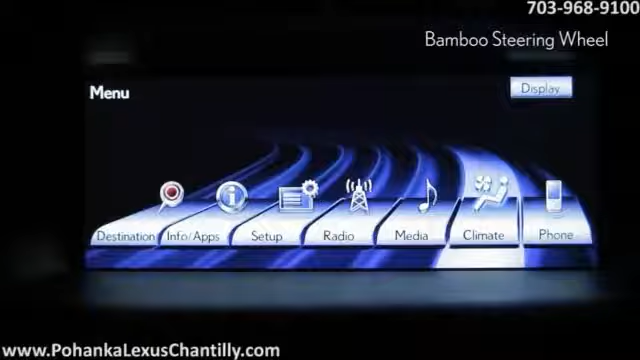 703-968-9100
Bamboo Steering Wheel
Menu
Display
Destination Info/Apps Setup Radio Media Climate Phone
www.PohankaLexusChantilly.com